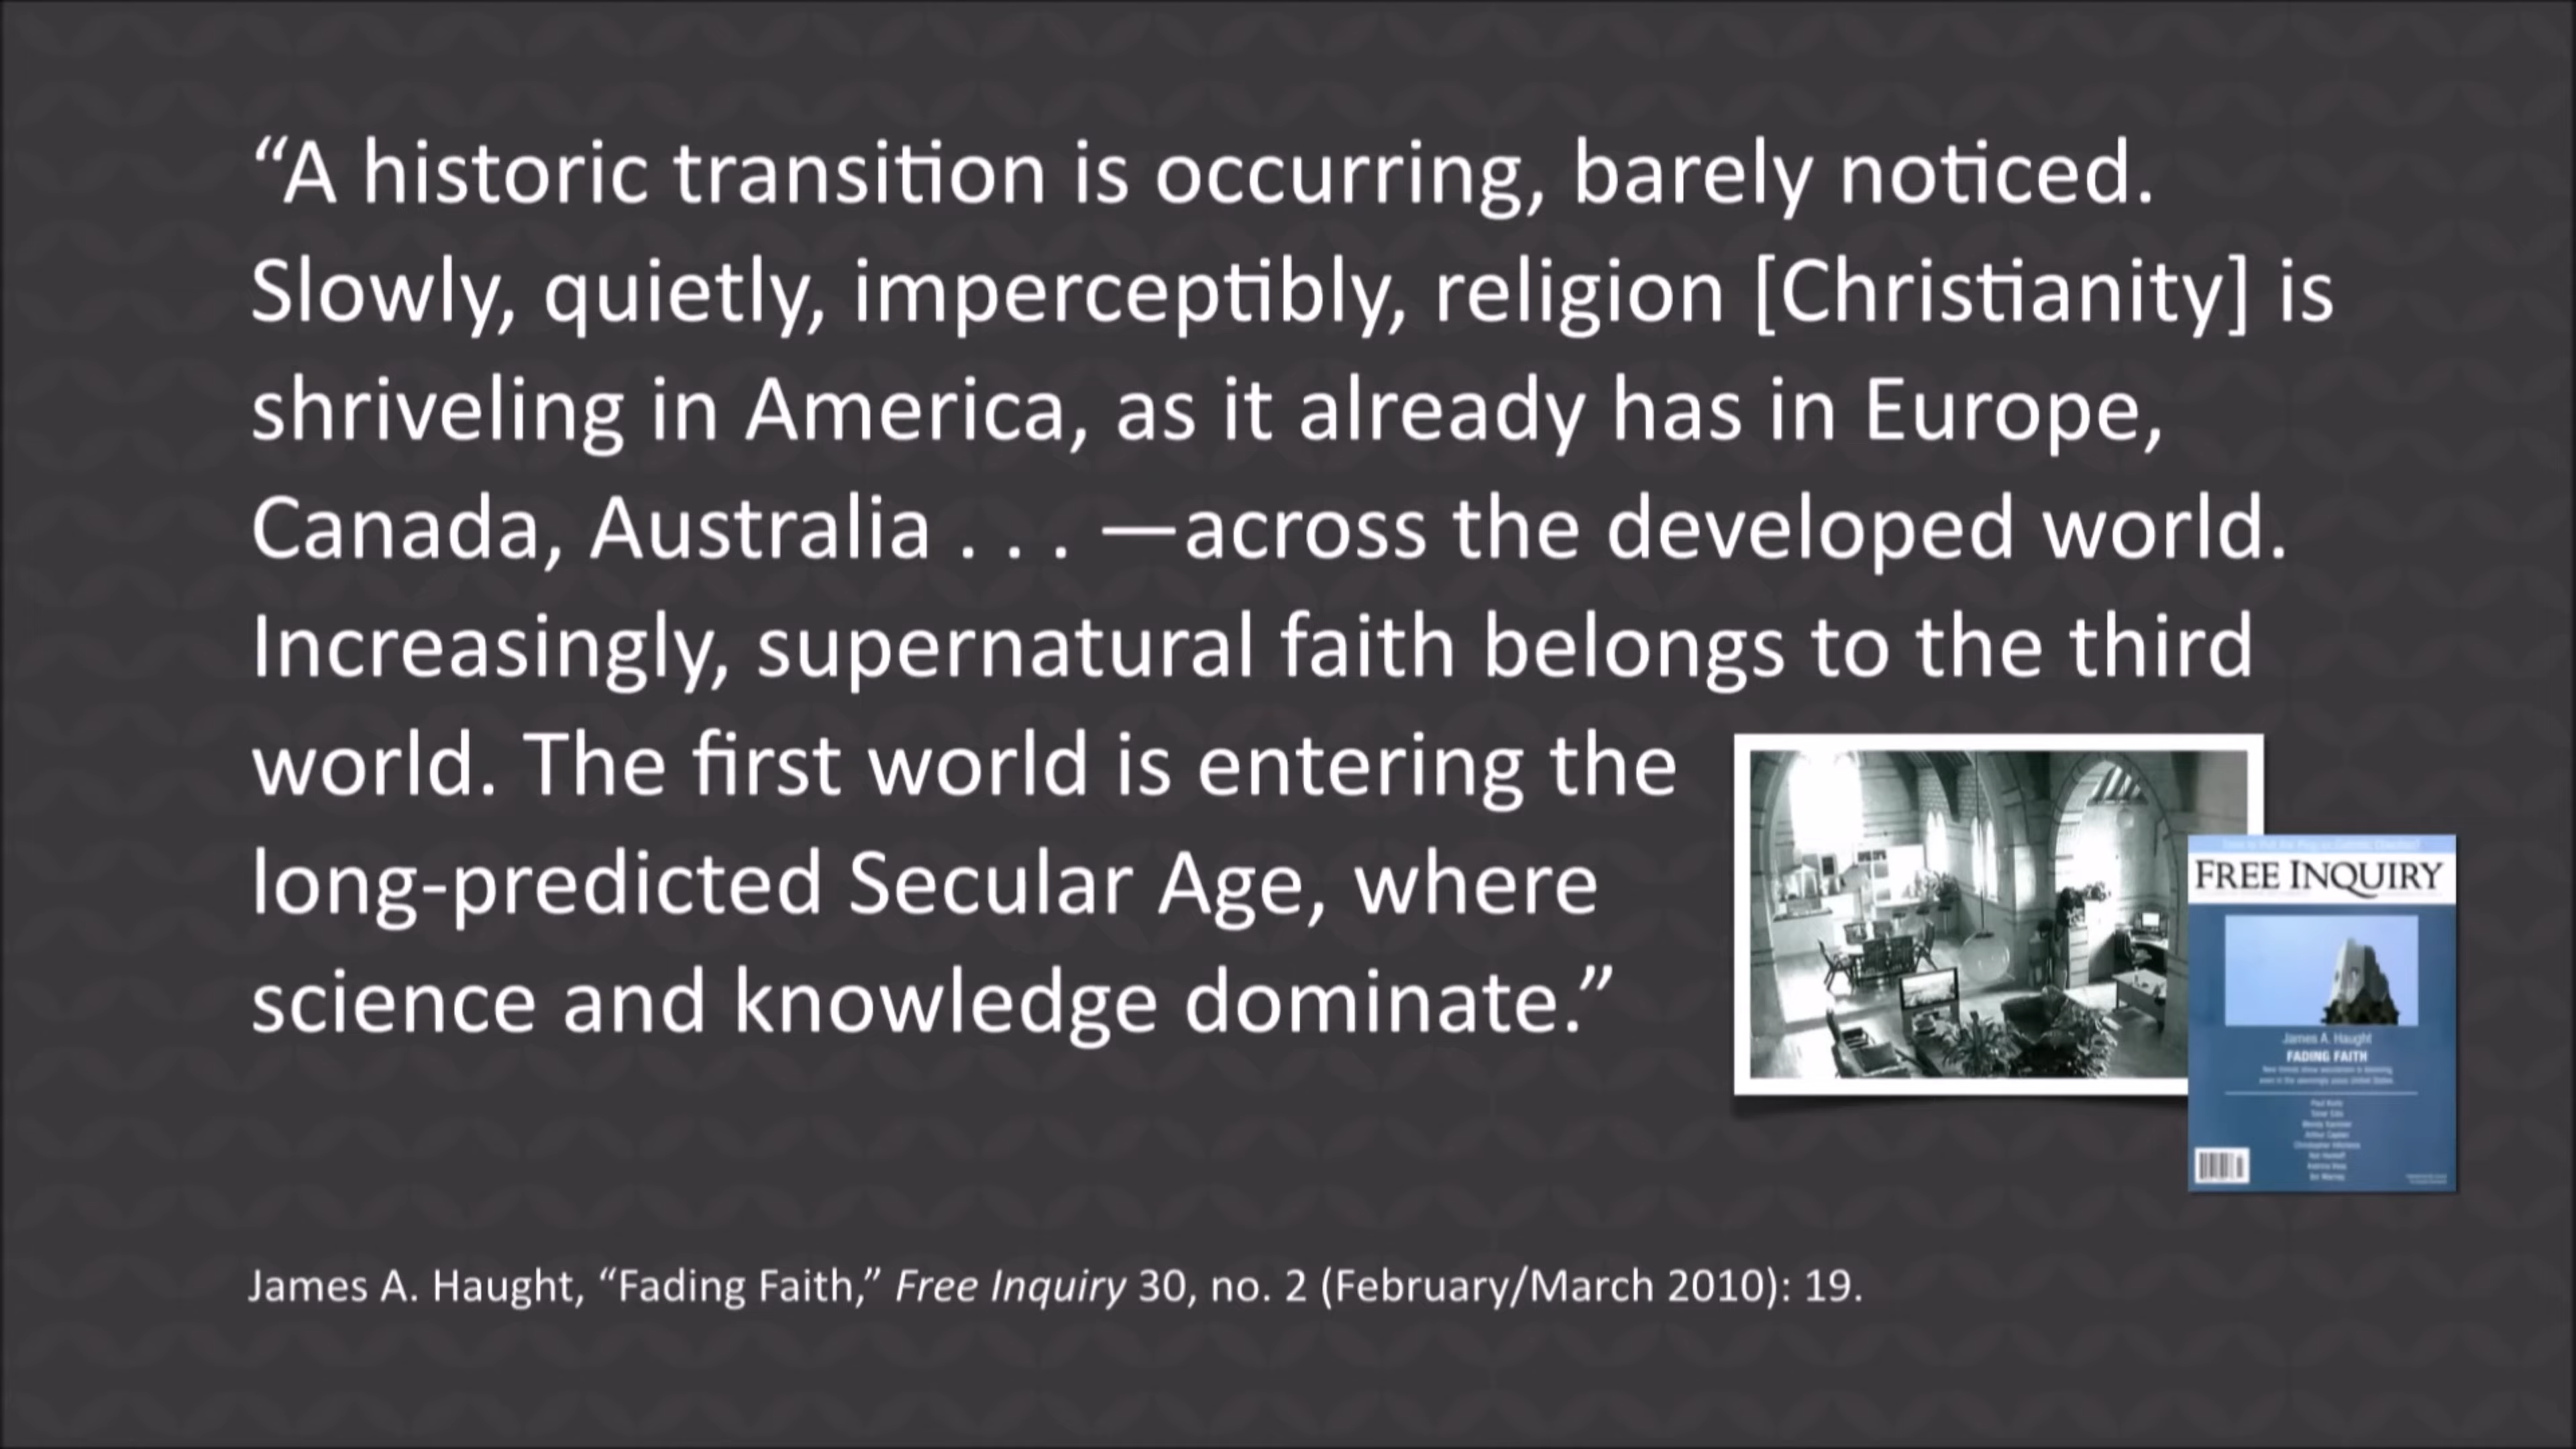 “A historic transition is occurring, barely noticed.
Slowly, quietly, imperceptibly, religion [Christianity] is
shriveling in America, as it already has in Europe,
Canada, Australia . . . —across the developed world.
Increasingly, supernatural faith belongs to the third
world. The first world is entering the
long-predicted Secular Age, where
science and knowledge dominate.”
FREE INQUIRY
James A. Haught
FADING FAITH
James A. Haught, “Fading Faith,” Free Inquiry 30, no. 2 (February/March 2010): 19.